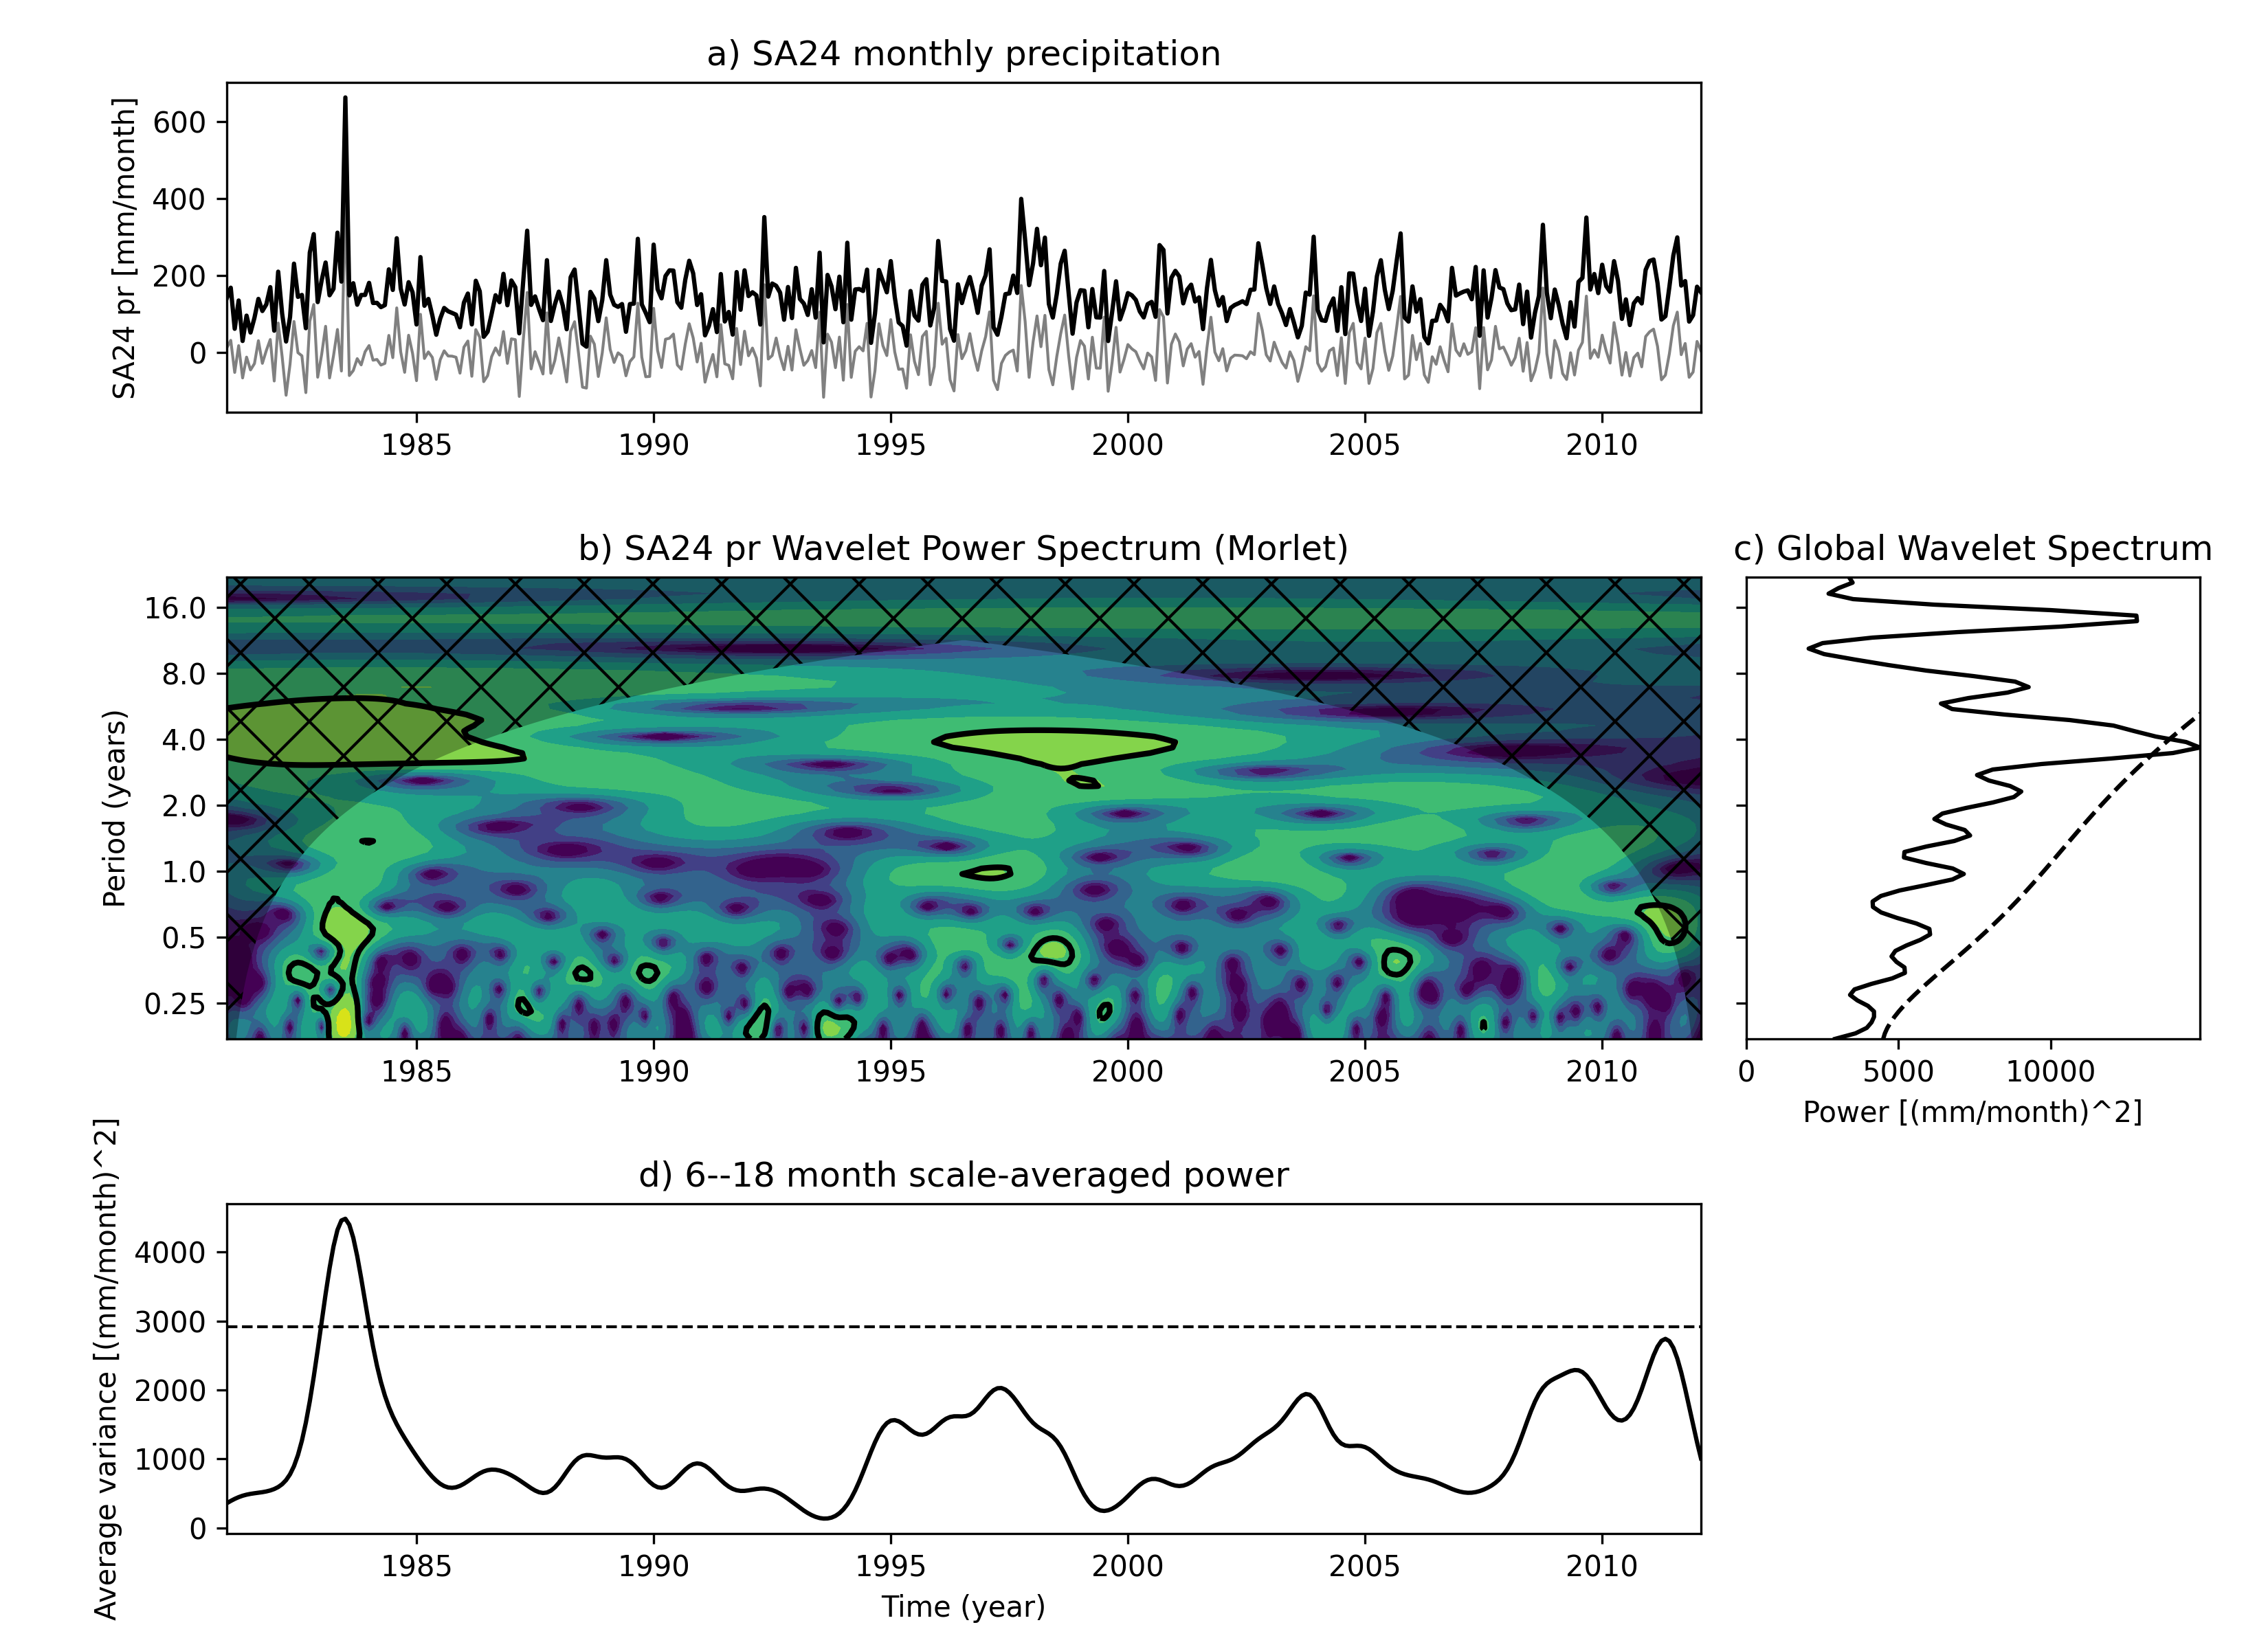 a) SA24 monthly precipitation
SA24 pr [mm/month]
600
400
200
0
1985 1990 1995 2000 2005 2010
b) SA24 pr Wavelet Power Spectrum (Morlet)
Period (years)
16.0
8.0
4.0
2.0
1.0
0.5
0.25
1985 1990 1995 2000 2005 2010
c) Global Wavelet Spectrum
0 5000 10000
Power [(mm/month)^2]
d) 6--18 month scale-averaged power
Average variance [(mm/month)^2]
4000
3000
2000
1000
0
1985 1990 1995 2000 2005 2010
Time (year)